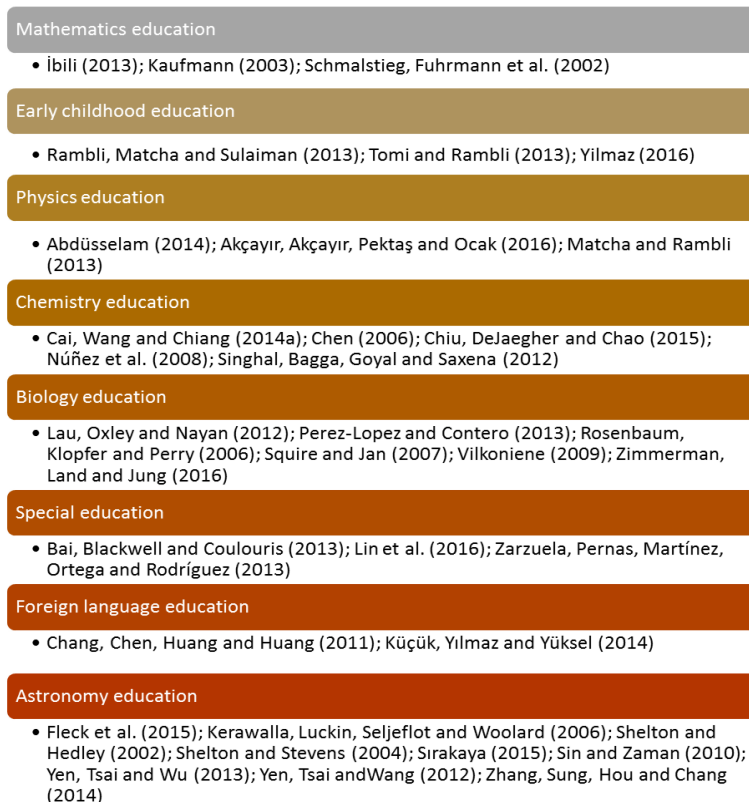 Mathematics education
• İbili (2013); Kaufmann (2003); Schmalstieg, Fuhrmann et al. (2002)
Early childhood education
• Rambli, Matcha and Sulaiman (2013); Tomi and Rambli (2013); Yilmaz (2016)
Physics education
• Abdüsselam (2014); Akçayır, Akçayır, Pektaş and Ocak (2016); Matcha and Rambli
(2013)
Chemistry education
• Cai, Wang and Chiang (2014a); Chen (2006); Chiu, DeJaegher and Chao (2015);
Núñez et al. (2008); Singhal, Bagga, Goyal and Saxena (2012)
Biology education
• Lau, Oxley and Nayan (2012); Perez-Lopez and Contero (2013); Rosenbaum,
Klopfer and Perry (2006); Squire and Jan (2007); Vilkoniene (2009); Zimmerman,
Land and Jung (2016)
Special education
• Bai, Blackwell and Coulouris (2013); Lin et al. (2016); Zarzuela, Pernas, Martínez,
Ortega and Rodríguez (2013)
Foreign language education
• Chang, Chen, Huang and Huang (2011); Küçük, Yılmaz and Yüksel (2014)
Astronomy education
• Fleck et al. (2015); Kerawalla, Luckin, Seljeflot and Woolard (2006); Shelton and
Hedley (2002); Shelton and Stevens (2004); Sırakaya (2015); Sin and Zaman (2010);
Yen, Tsai and Wu (2013); Yen, Tsai andWang (2012); Zhang, Sung, Hou and Chang
(2014)